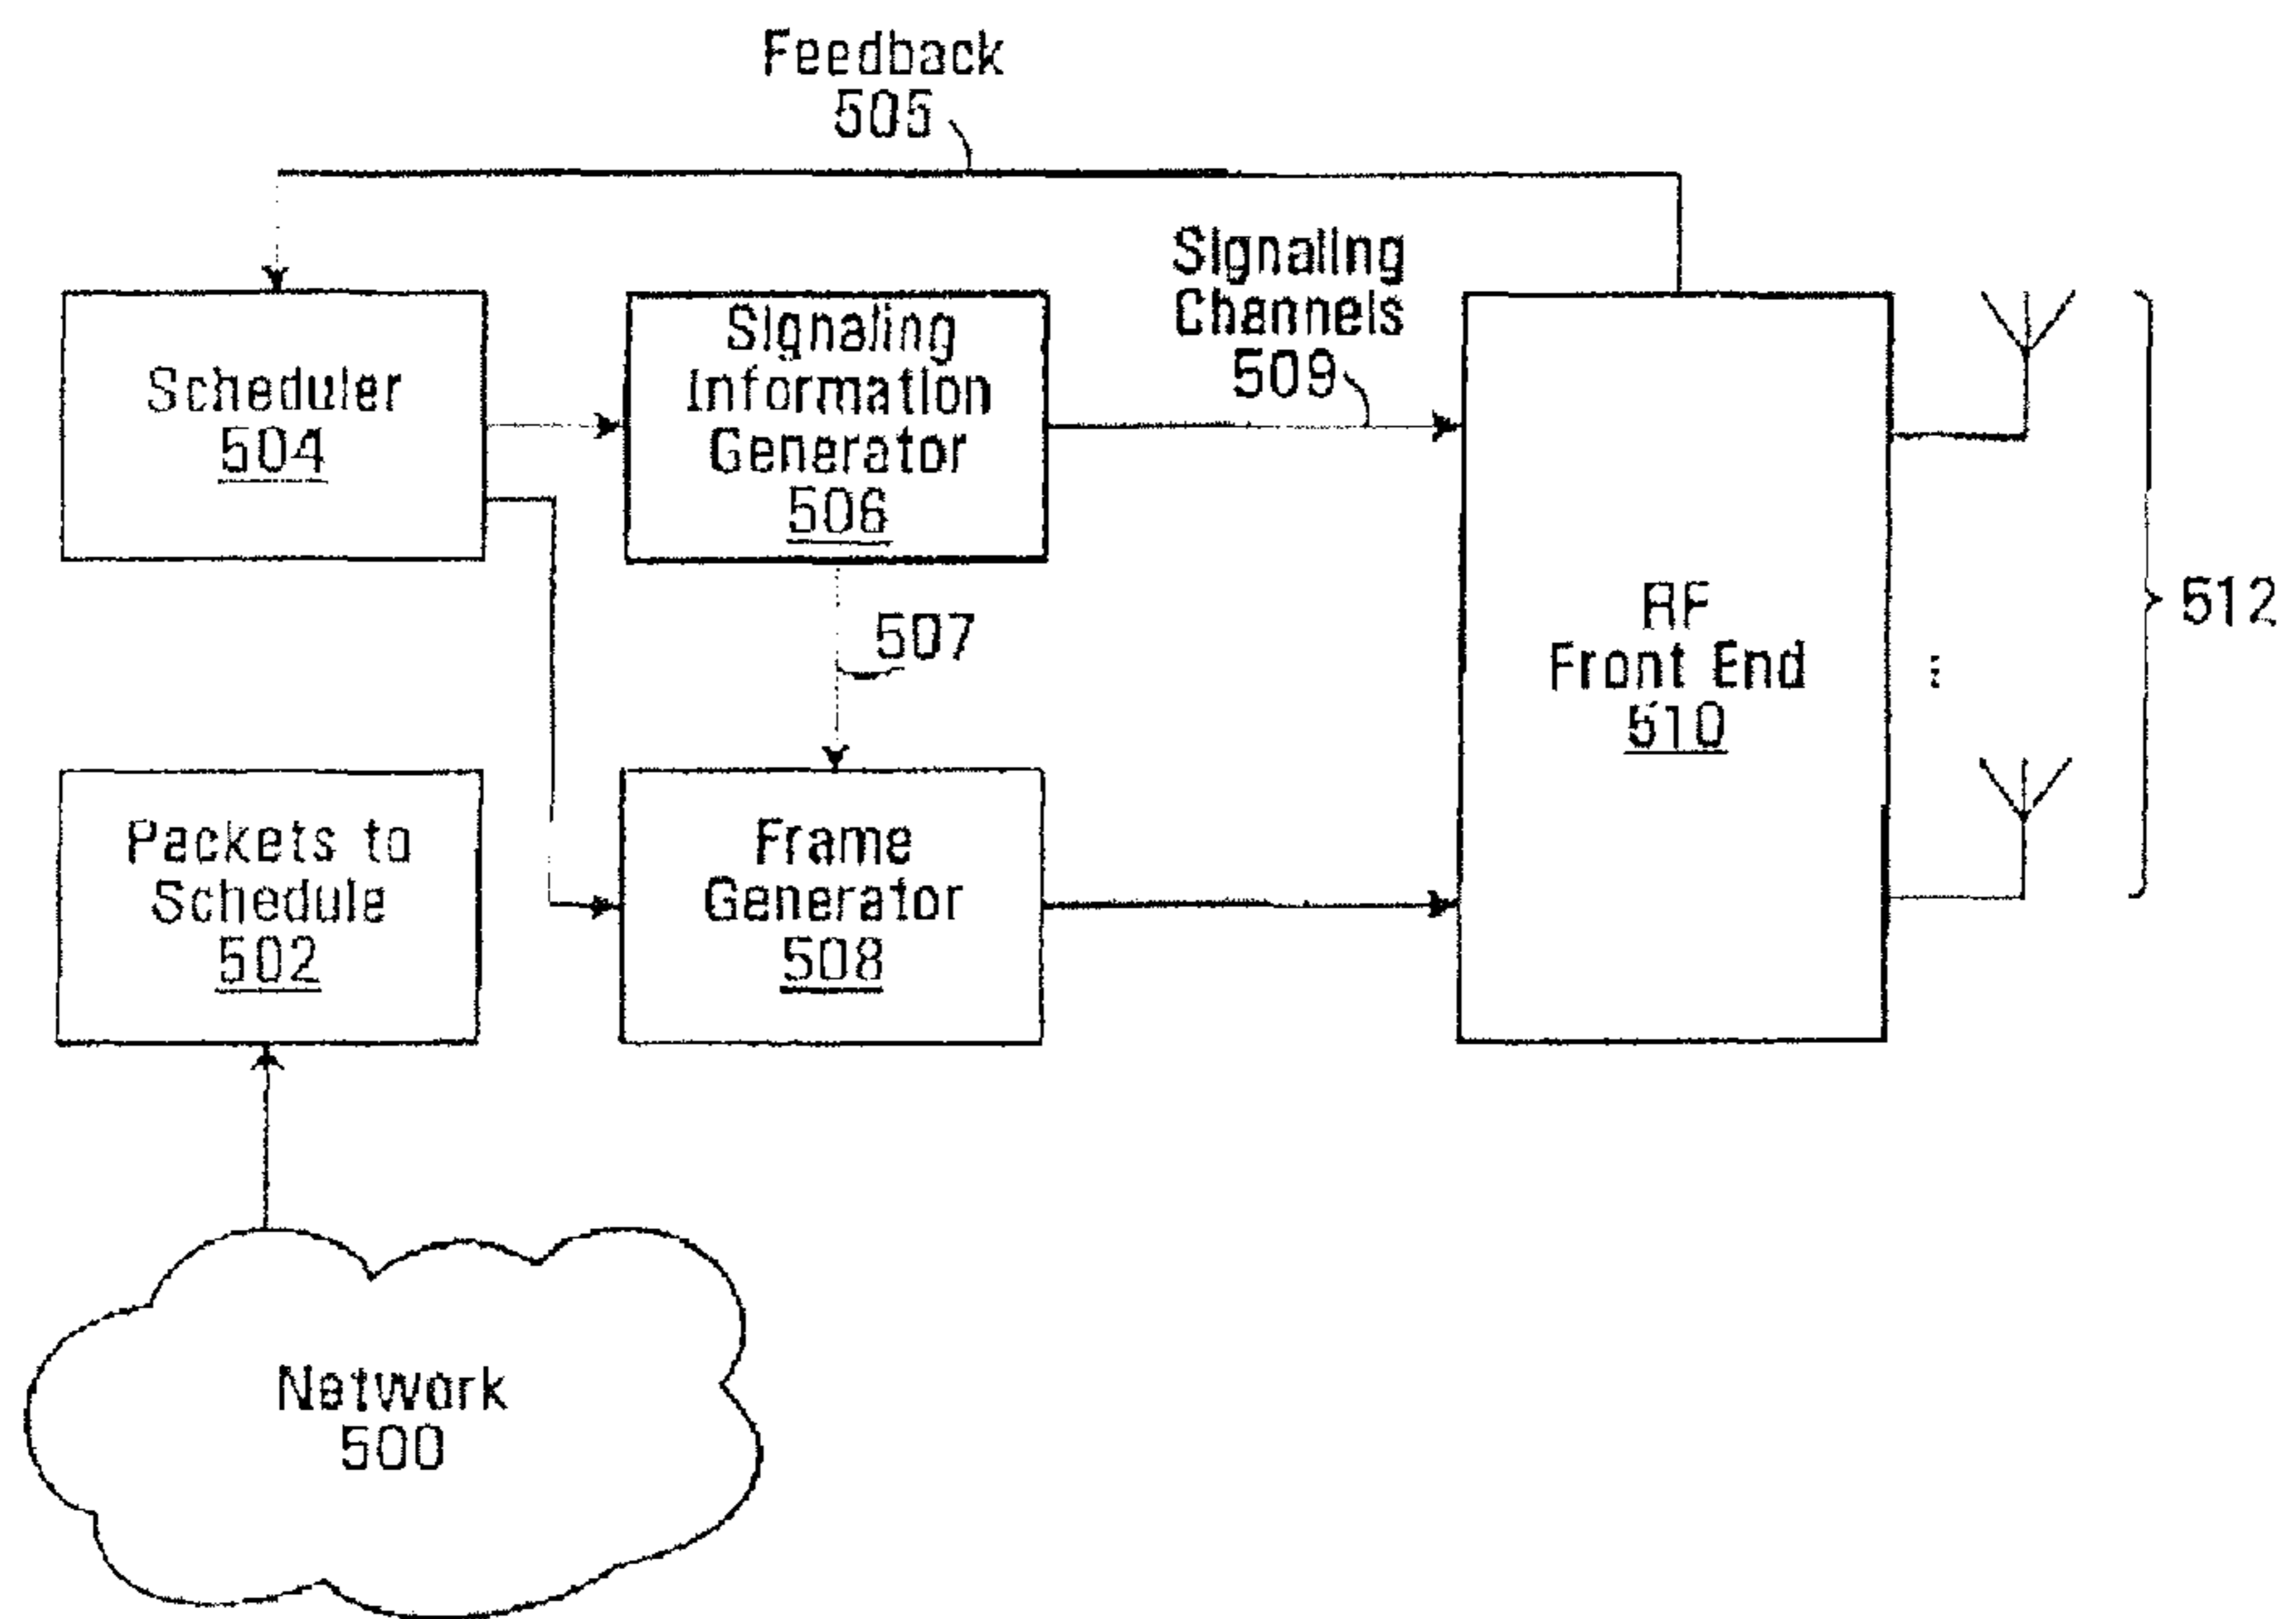 Feedback
505
Signaling
Channels
509
Scheduler
504
Signaling
Information
Generator
506
507
RF
Front End
510
512
Packets to
Schedule
502
Frame
Generator
508
Network
500